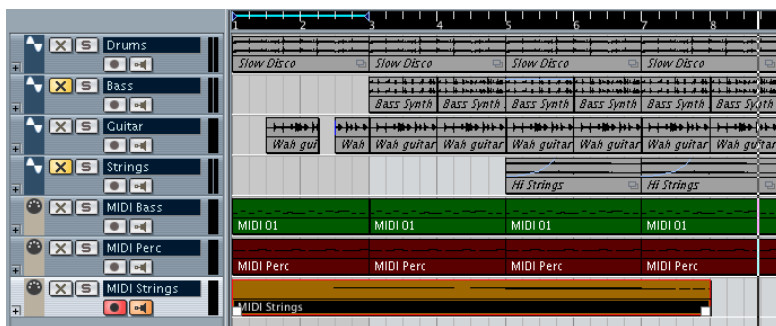 1 2 3 4 5 6 7 8
X S Drums
Slow Disco Slow Disco Slow Disco Slow Disco
X S Bass
Bass Synth Bass Synth Bass Synth Bass Synth Bass Synth Bass Synth
X S Guitar
Wah guit Wah Wah guitar Wah guitar Wah guitar Wah guitar Wah guitar Wah guitar
X S Strings
Hi Strings Hi Strings
X S MIDI Bass
MIDI 01 MIDI 01 MIDI 01 MIDI 01
X S MIDI Perc
MIDI Perc MIDI Perc MIDI Perc MIDI Perc
X S MIDI Strings
MIDI Strings